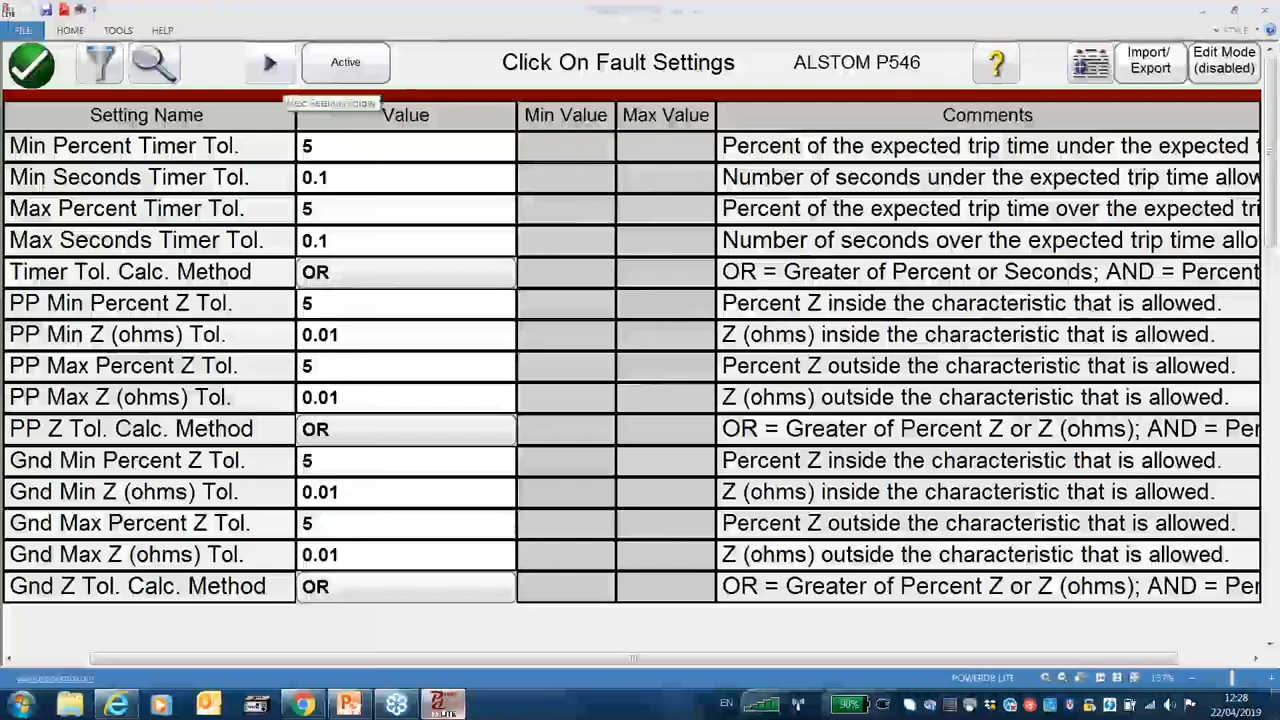 FILE HOME TOOLS HELP STYLE
Active
Click On Fault Settings
ALSTOM P546
?
Import/
Export
Edit Mode
(disabled)
Next Section Folder
Setting Name Value Min Value Max Value Comments
Min Percent Timer Tol. 5 Percent of the expected trip time under the expected t
Min Seconds Timer Tol. 0.1 Number of seconds under the expected trip time allow
Max Percent Timer Tol. 5 Percent of the expected trip time over the expected tri
Max Seconds Timer Tol. 0.1 Number of seconds over the expected trip time allo
Timer Tol. Calc. Method OR OR = Greater of Percent or Seconds; AND = Percent
PP Min Percent Z Tol. 5 Percent Z inside the characteristic that is allowed.
PP Min Z (ohms) Tol. 0.01 Z (ohms) inside the characteristic that is allowed.
PP Max Percent Z Tol. 5 Percent Z outside the characteristic that is allowed.
PP Max Z (ohms) Tol. 0.01 Z (ohms) outside the characteristic that is allowed.
PP Z Tol. Calc. Method OR OR = Greater of Percent Z or Z (ohms); AND = Per
Gnd Min Percent Z Tol. 5 Percent Z inside the characteristic that is allowed.
Gnd Min Z (ohms) Tol. 0.01 Z (ohms) inside the characteristic that is allowed.
Gnd Max Percent Z Tol. 5 Percent Z outside the characteristic that is allowed.
Gnd Max Z (ohms) Tol. 0.01 Z (ohms) outside the characteristic that is allowed.
Gnd Z Tol. Calc. Method OR OR = Greater of Percent Z or Z (ohms); AND = Per
POWERDB LITE 157%
EN 90% 12:28
22/04/2019